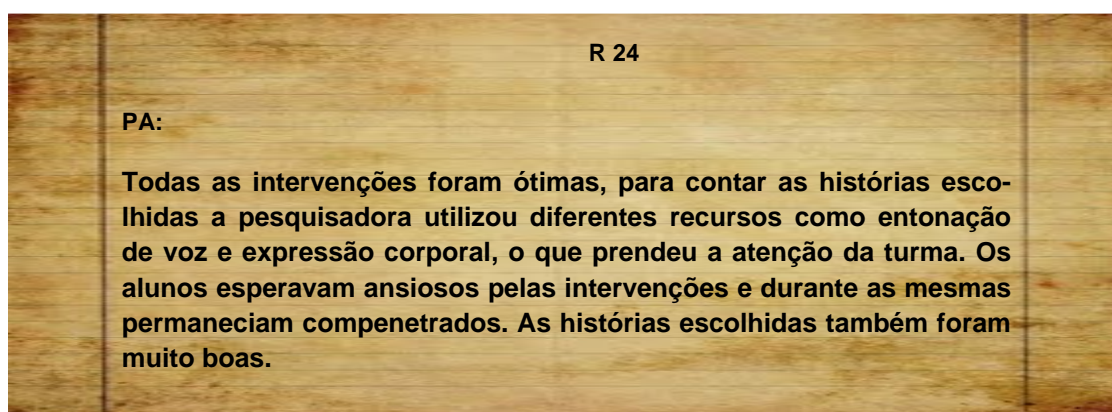 R 24
PA:
Todas as intervenções foram ótimas, para contar as histórias esco-
lhidas a pesquisadora utilizou diferentes recursos como entonação
de voz e expressão corporal, o que prendeu a atenção da turma. Os
alunos esperavam ansiosos pelas intervenções e durante as mesmas
permaneciam compenetrados. As histórias escolhidas também foram
muito boas.